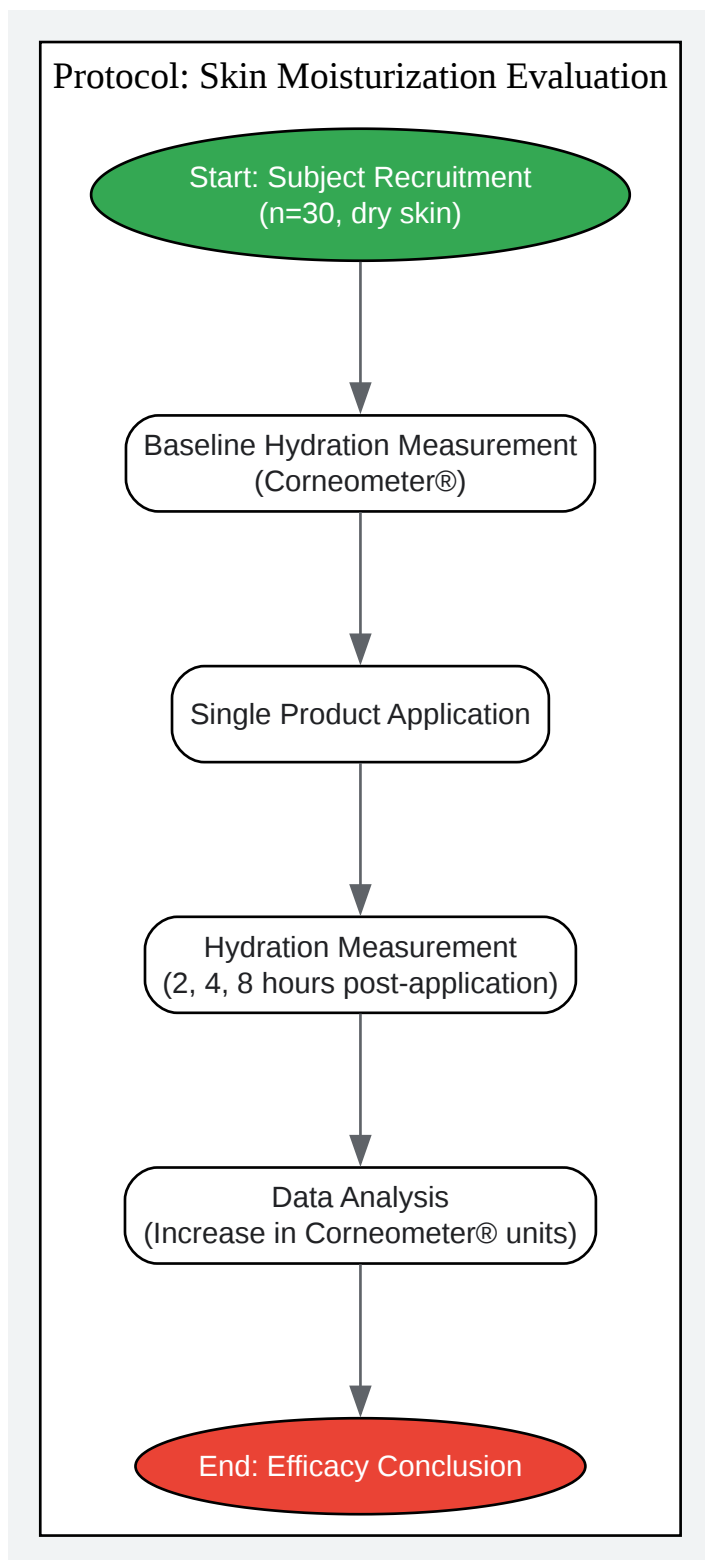 Protocol: Skin Moisturization Evaluation
Start: Subject Recruitment
(n=30, dry skin)
Baseline Hydration Measurement
(Corneometer®)
Single Product Application
Hydration Measurement
(2, 4, 8 hours post-application)
Data Analysis
(Increase in Corneometer® units)
End: Efficacy Conclusion